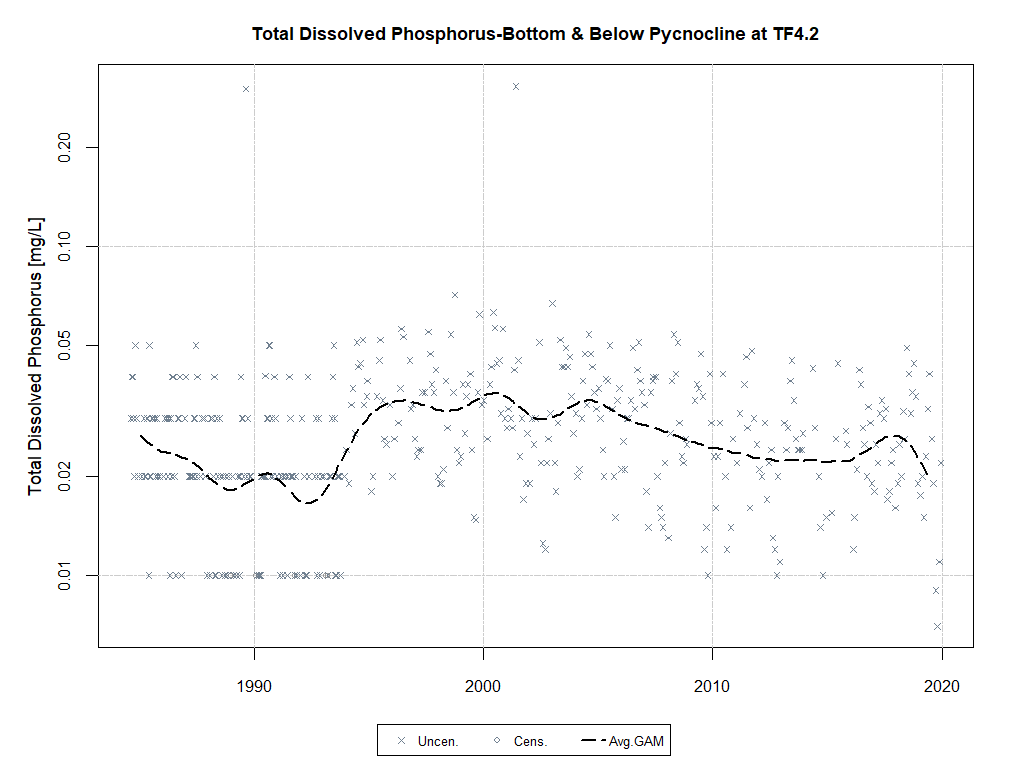 Total Dissolved Phosphorus-Bottom & Below Pycnocline at TF4.2
Total Dissolved Phosphorus [mg/L]
0.20
0.10
0.05
0.02
0.01
1990
2000
2010
2020
Uncen.
Cens.
Avg.GAM